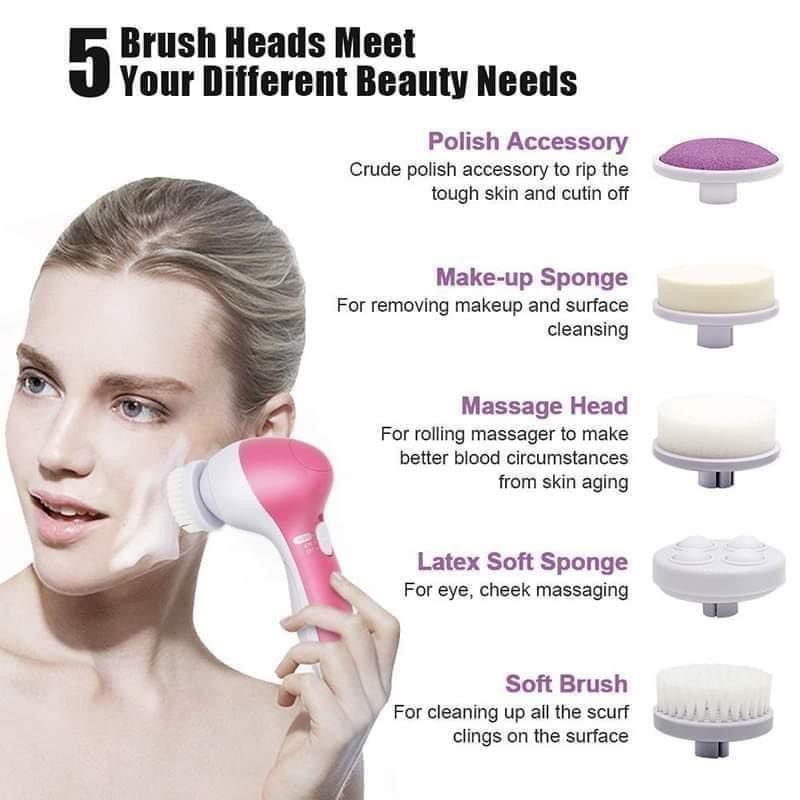 5 Brush Heads Meet
Your Different Beauty Needs
Polish Accessory
Crude polish accessory to rip the
tough skin and cutin off
Make-up Sponge
For removing makeup and surface
cleansing
Massage Head
For rolling massager to make
better blood circumstances
from skin aging
Latex Soft Sponge
For eye, cheek massaging
Soft Brush
For cleaning up all the scurf
clings on the surface